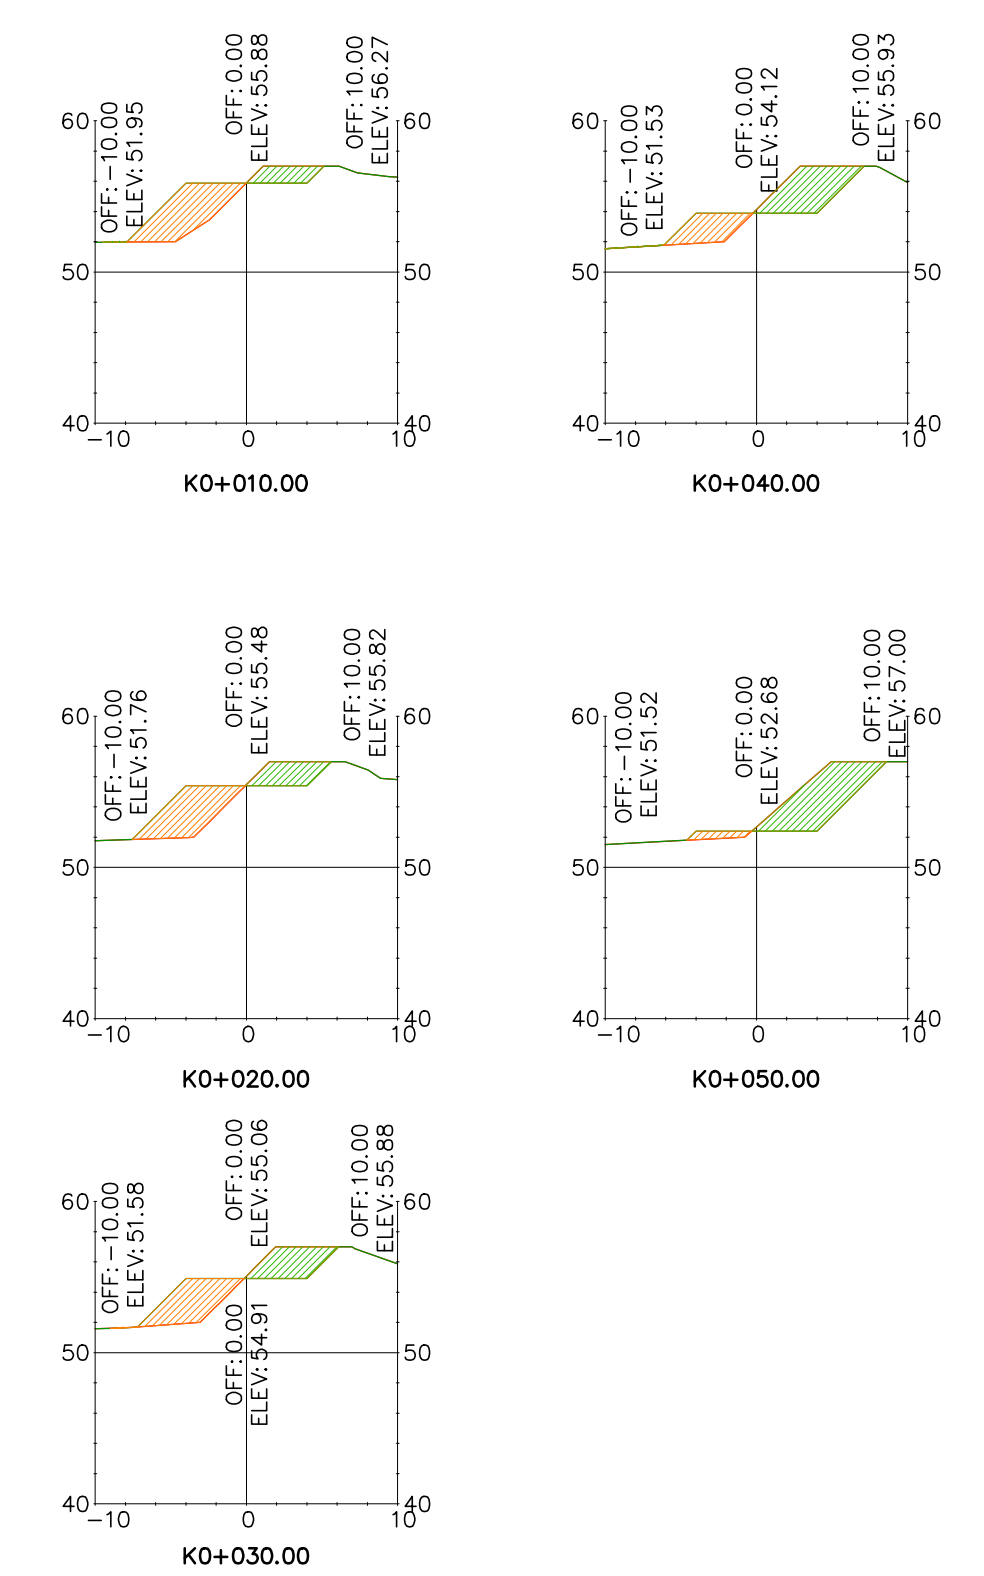 OFF: -10.00
ELEV: 51.95
OFF: 0.00
ELEV: 55.88
OFF: 10.00
ELEV: 56.27
60
60
50
50
40
40
-10
0
10
K0+010.00
OFF: -10.00
ELEV: 51.53
OFF: 0.00
ELEV: 54.12
OFF: 10.00
ELEV: 55.93
60
60
50
50
40
40
-10
0
10
K0+040.00
OFF: -10.00
ELEV: 51.76
OFF: 0.00
ELEV: 55.48
OFF: 10.00
ELEV: 55.82
60
60
50
50
40
40
-10
0
10
K0+020.00
OFF: -10.00
ELEV: 51.52
OFF: 0.00
ELEV: 52.68
OFF: 10.00
ELEV: 57.00
60
60
50
50
40
40
-10
0
10
K0+050.00
OFF: -10.00
ELEV: 51.58
OFF: 0.00
ELEV: 55.06
OFF: 10.00
ELEV: 55.88
60
60
OFF: 0.00
ELEV: 54.91
50
50
40
40
-10
0
10
K0+030.00